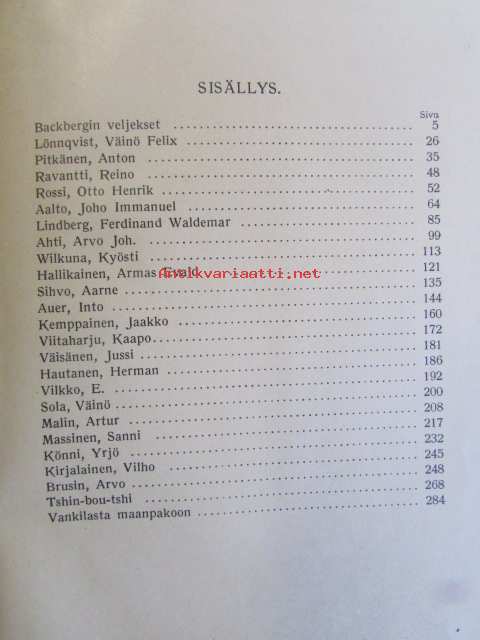 SISÄLLYS.
Sivu
Backbergin veljekset 5
Lönnqvist, Väinö Felix 26
Pitkänen, Anton 35
Ravantti, Reino 48
Rossi, Otto Henrik 52
Aalto, Joho Immanuel 64
Lindberg, Ferdinand Waldemar 85
Ahti, Arvo Joh. 99
Wilkuna, Kyösti 113
Hallikainen, Armas 121
Antikvariaatti.net
Sihvo, Aarne 135
Auer, Into 144
Kemppainen, Jaakko 160
Viitaharju, Kaapo 172
Väisänen, Jussi 181
Hautanen, Herman 186
Vilkko, E. 192
Sola, Väinö 200
Malin, Artur 208
Massinen, Sanni 217
Könni, Yrjö 232
Kirjalainen, Vilho 245
Brusin, Arvo 248
Tshin-bou-tshi 268
Vankilasta maanpakoon 284